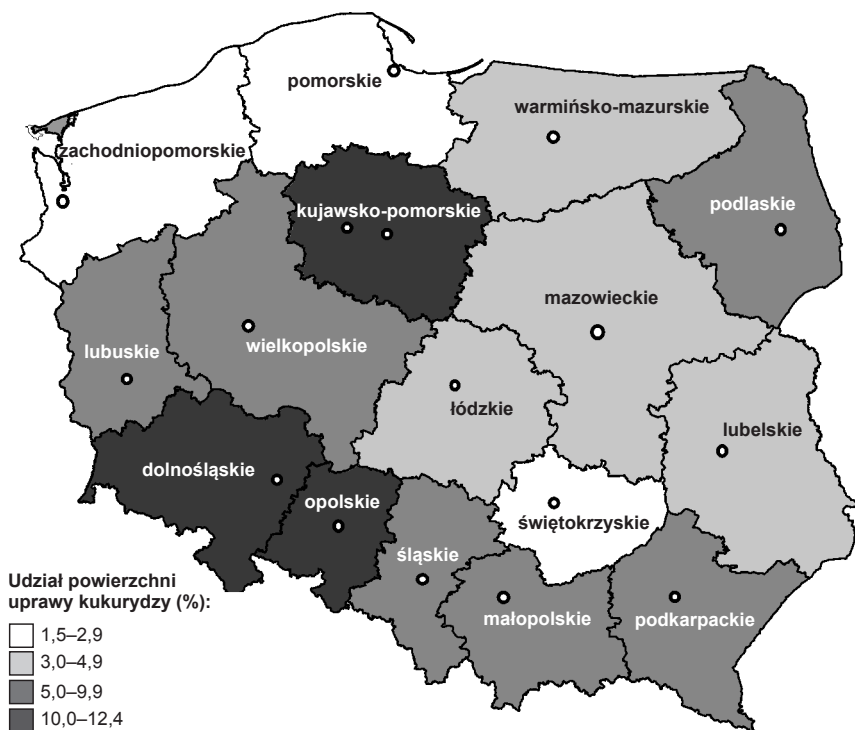 pomorskie
warmińsko-mazurskie
zachodniopomorskie
kujawsko-pomorskie
podlaskie
mazowieckie
wielkopolskie
lubuskie
łódzkie
lubelskie
dolnośląskie
opolskie
świętokrzyskie
śląskie
małopolskie
podkarpackie
Udział powierzchni
uprawy kukurydzy (%):
1,5–2,9
3,0–4,9
5,0–9,9
10,0–12,4